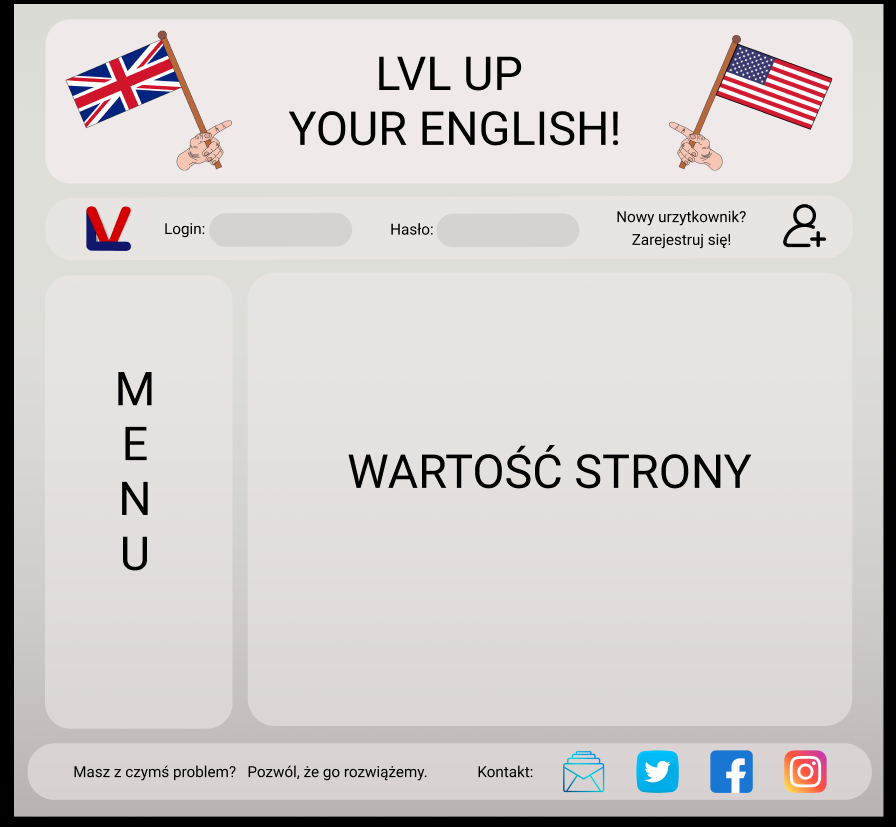 LVL UP
YOUR ENGLISH!
LV
Login:
Hasło:
Nowy urzytkownik?
Zarejestruj się!
M
E
N
U
WARTOŚĆ STRONY
Masz z czymś problem? Pozwól, że go rozwiążemy.
Kontakt: